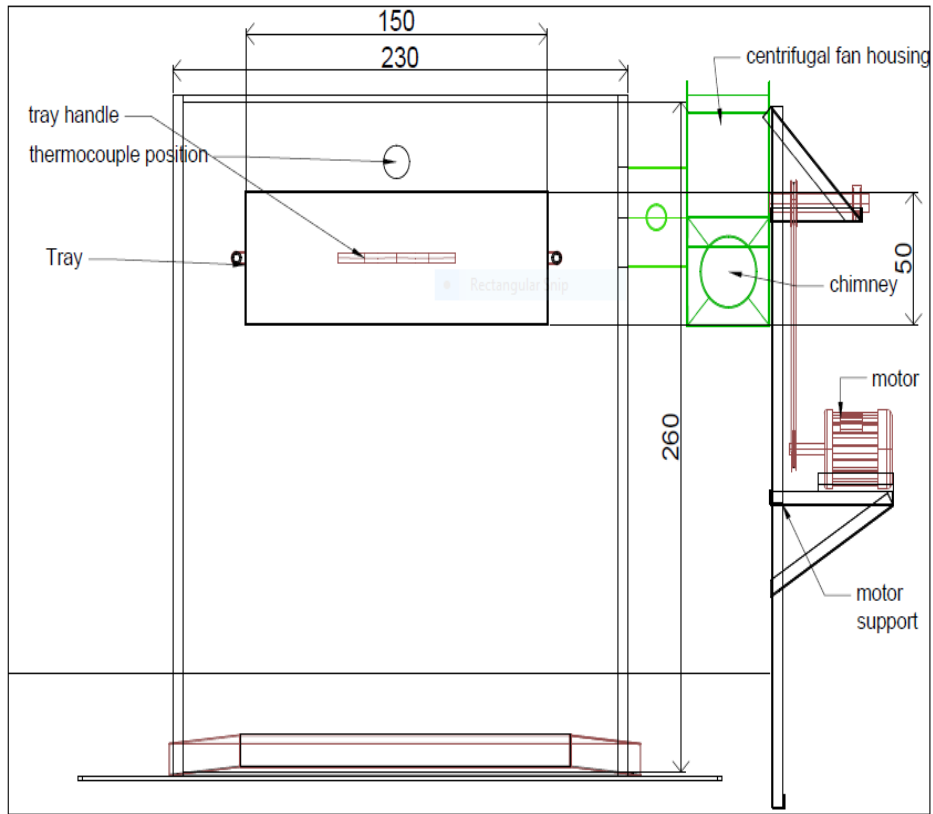 150
230
centrifugal fan housing
tray handle
thermocouple position
Tray
Rectangular Snip
50
chimney
motor
260
motor
support